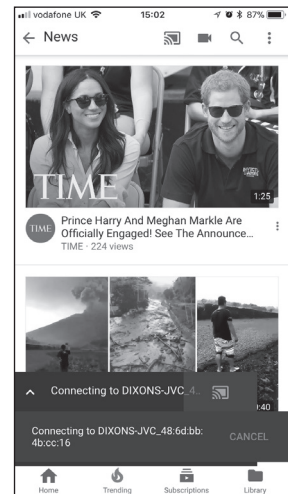 vodafone UK 15:02 87%
News
TIME
1:25
TIME
Prince Harry And Meghan Markle Are
Officially Engaged! See The Announce...
TIME · 224 views
Connecting to DIXONS-JVC_4..
:40
Connecting to DIXONS-JVC_48:6d:bb:
4b:cc:16
CANCEL
Home Trending Subscriptions Library